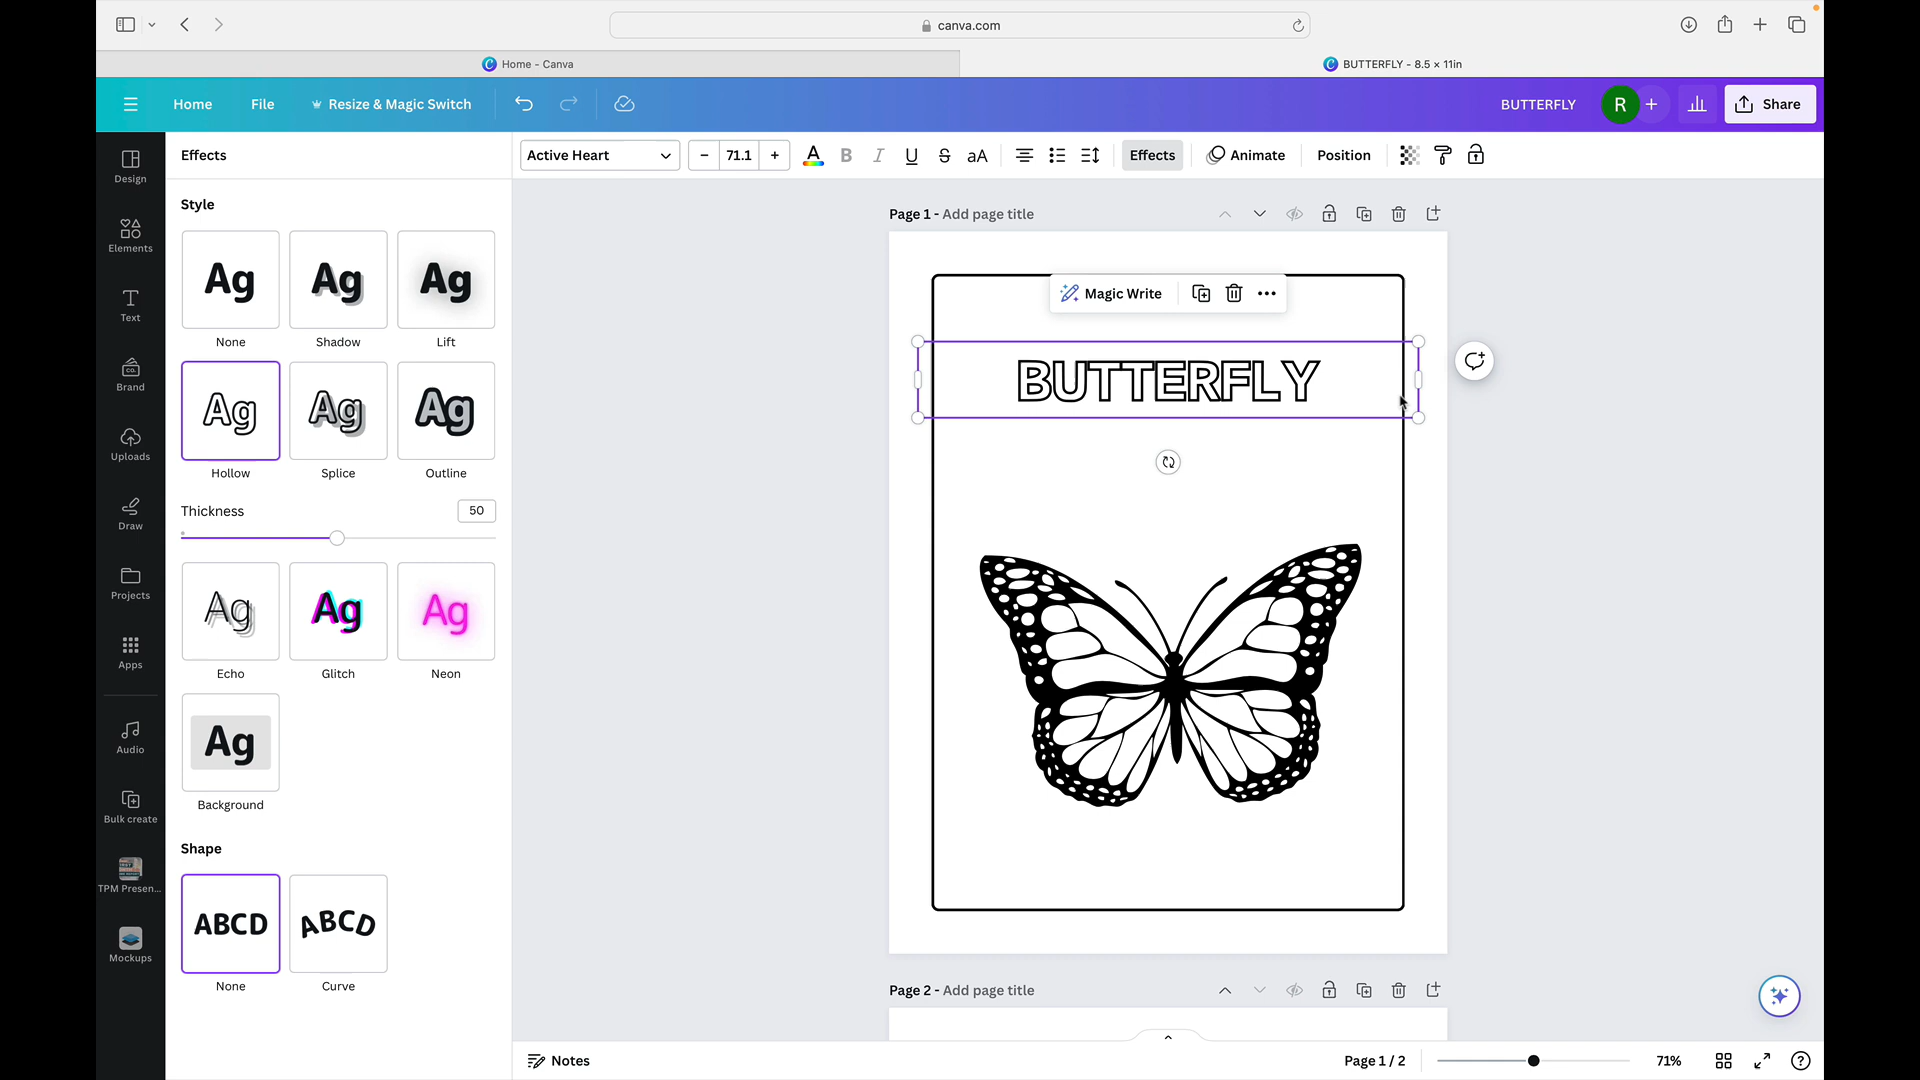 canva.com
Home - Canva
BUTTERFLY - 8.5 × 11in
Home
File
Resize & Magic Switch
BUTTERFLY
R
Share
Design
Elements
Text
Brand
Uploads
Draw
Projects
Apps
Audio
Bulk create
TPM Presen...
Mockups
Effects
Style
Ag
Ag
Ag
None
Shadow
Lift
Ag
Ag
Ag
Hollow
Splice
Outline
Thickness
50
Ag
Ag
Ag
Echo
Glitch
Neon
Ag
Background
Shape
ABCD
ABCD
None
Curve
Active Heart
– 71.1 +
A
B
I
U
S
aA
Effects
Animate
Position
Page 1 - Add page title
Magic Write
BUTTERFLY
Page 2 - Add page title
Notes
Page 1 / 2
71%